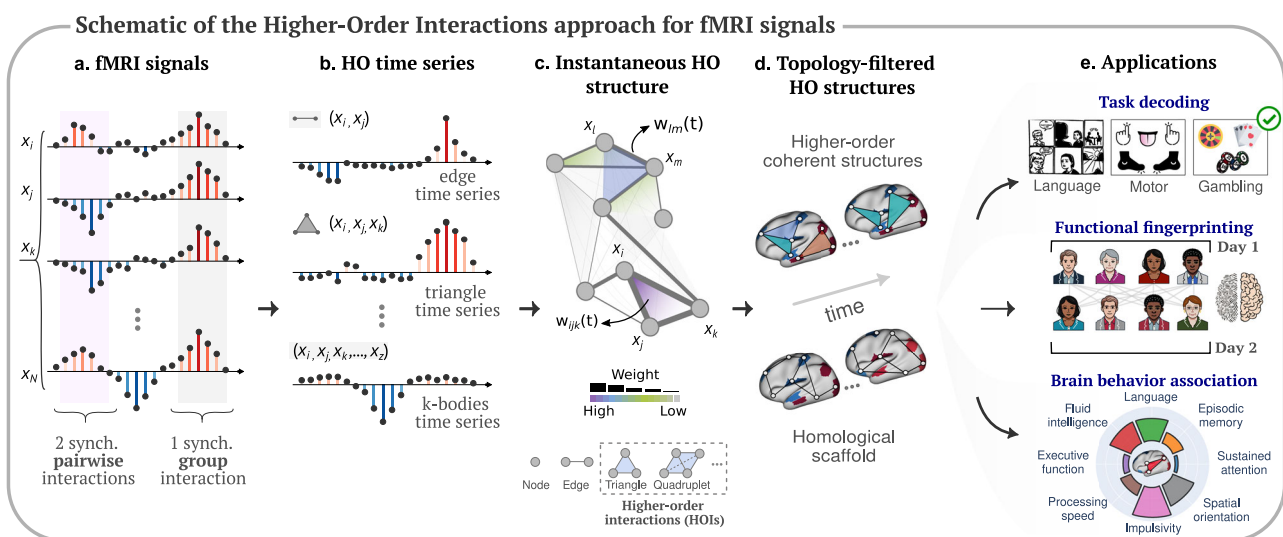 Schematic of the Higher-Order Interactions approach for fMRI signals
a. fMRI signals
x_i
x_j
x_k
x_N
2 synch.
pairwise
interactions
1 synch.
group
interaction
b. HO time series
(x_i, x_j)
edge
time series
(x_i, x_j, x_k)
triangle
time series
(x_i, x_j, x_k,..., x_z)
k-bodies
time series
c. Instantaneous HO
structure
x_l
w_lm(t)
x_m
x_i
w_ijk(t)
x_j
x_k
Weight
High
Low
Node
Edge
Triangle
Quadruplet
Higher-order
interactions (HOIs)
d. Topology-filtered
HO structures
Higher-order
coherent structures
time
Homological
scaffold
e. Applications
Task decoding
Language
Motor
Gambling
Functional fingerprinting
Day 1
Day 2
Brain behavior association
Language
Fluid
intelligence
Episodic
memory
Executive
function
Sustained
attention
Processing
speed
Spatial
orientation
Impulsivity